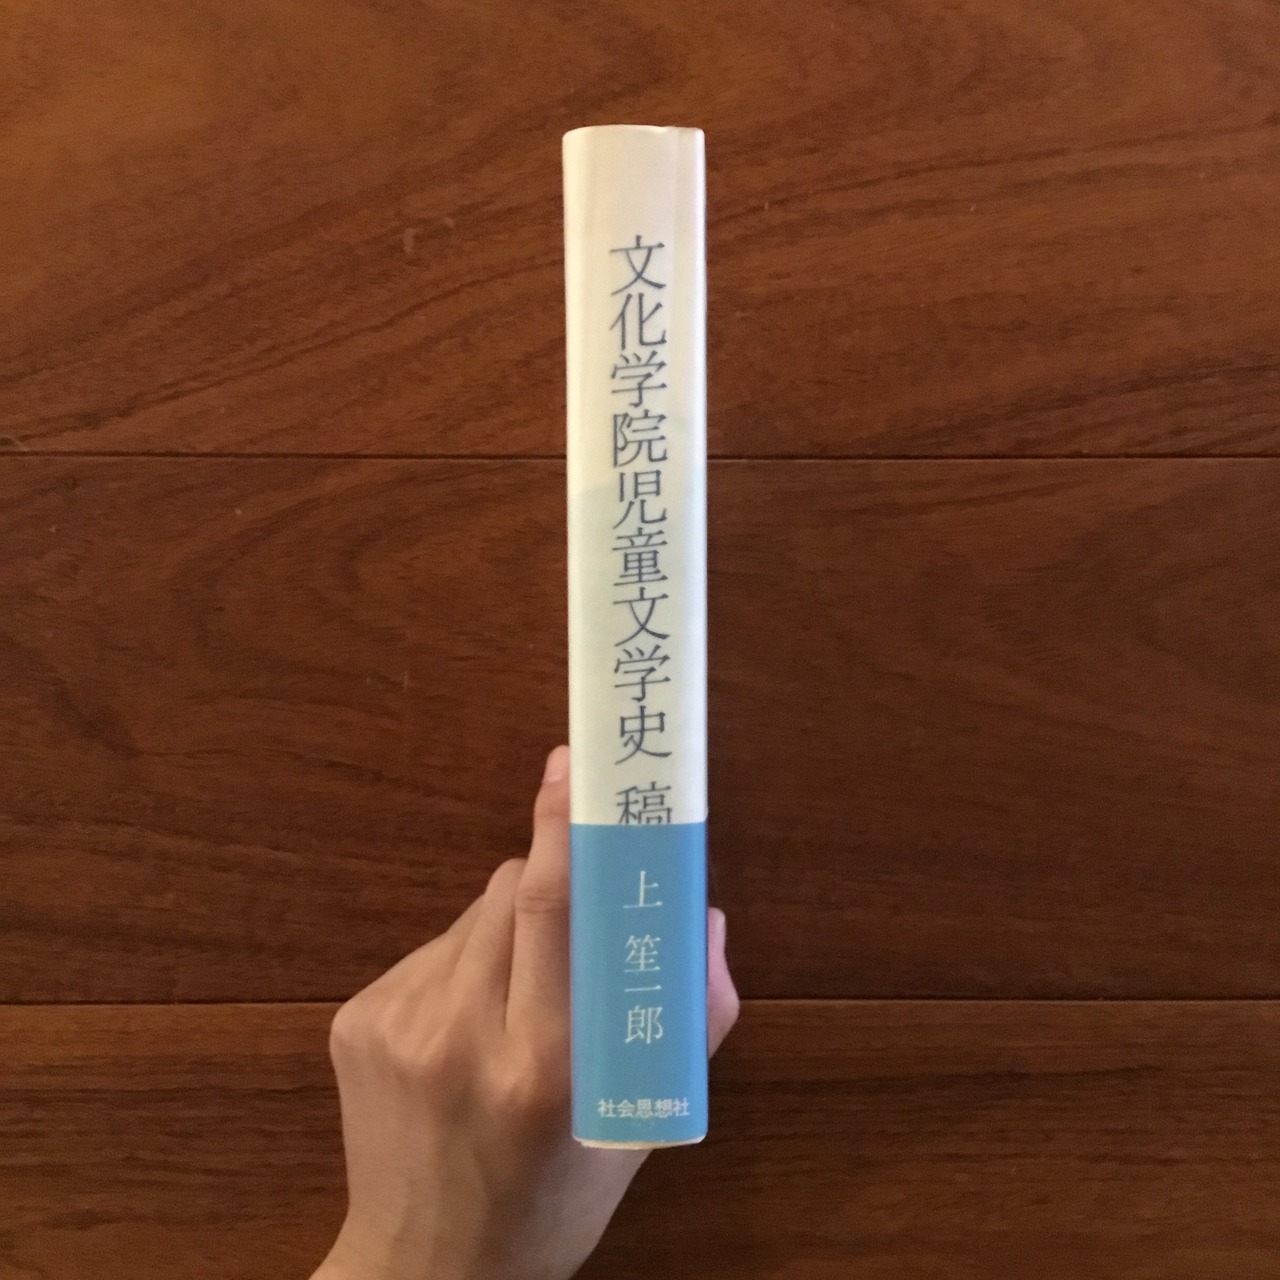 文化学院児童文学史 稿
上 笙一郎
社会思想社